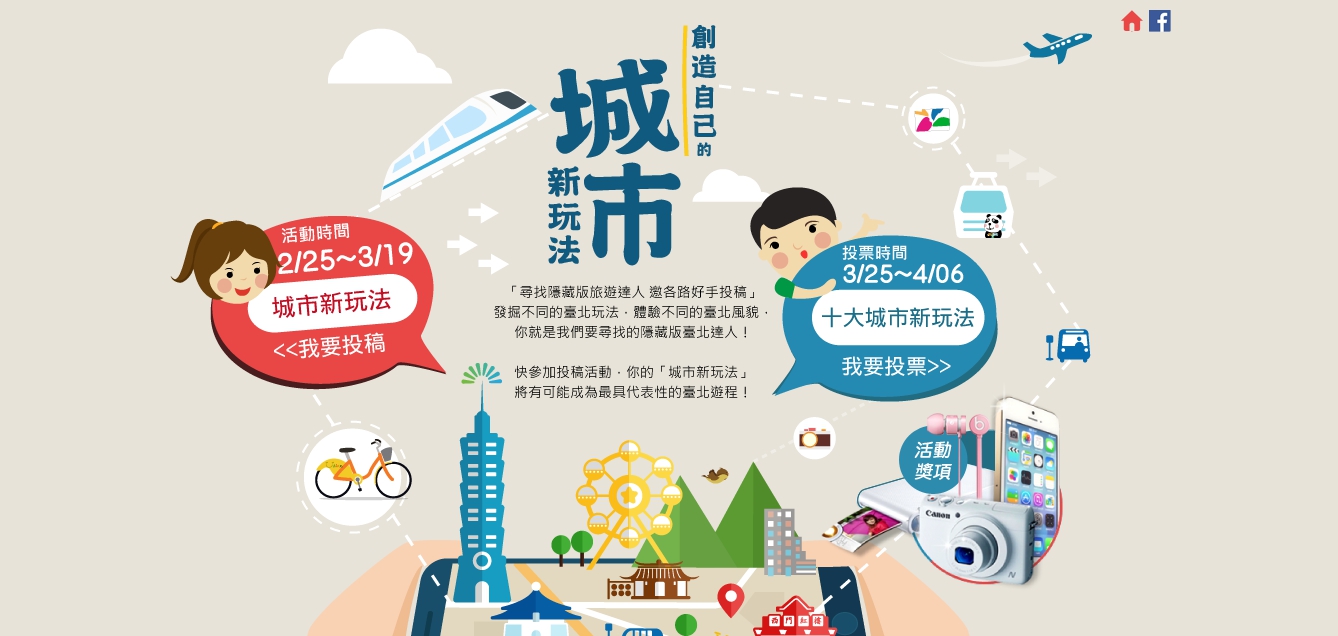 創造自己的
城市
新玩法
活動時間
2/25~3/19
城市新玩法
<<我要投稿
投票時間
3/25~4/06
十大城市新玩法
我要投票>>
「尋找隱藏版旅遊達人 邀各路好手投稿」
發掘不同的臺北玩法，體驗不同的臺北風貌，
你就是我們要尋找的隱藏版臺北達人！
快參加投稿活動，你的「城市新玩法」
將有可能成為最具代表性的臺北遊程！
活動
獎項
Canon
N
b
f
西門紅樓